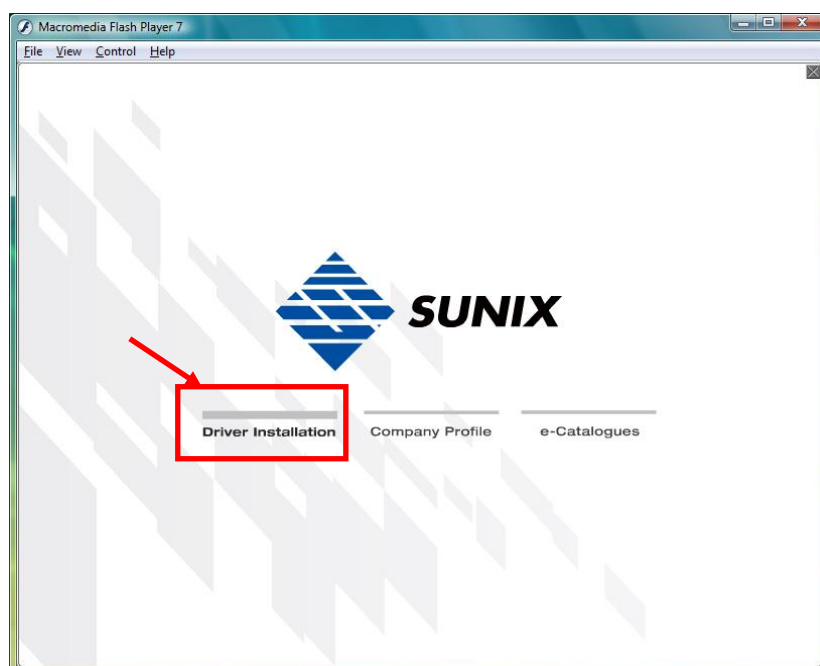 Macromedia Flash Player 7
File View Control Help
SUNIX
Driver Installation Company Profile e-Catalogues